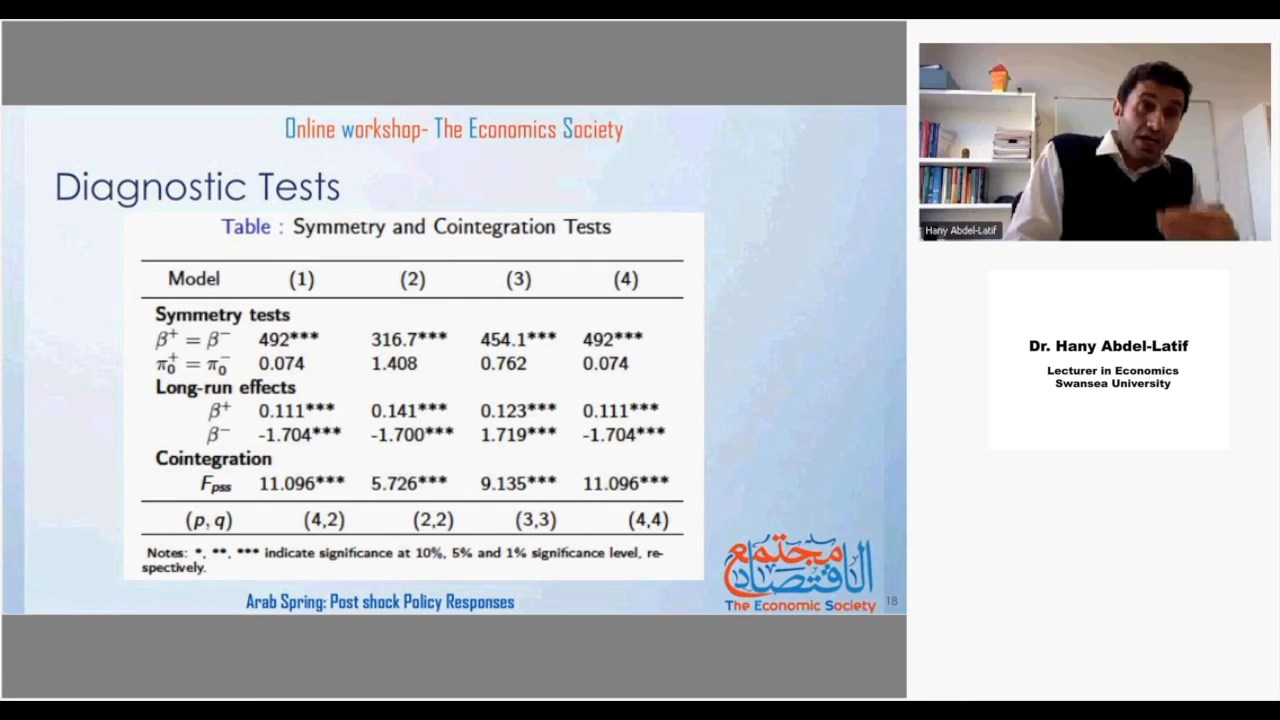 Online workshop- The Economics Society
Diagnostic Tests
Table : Symmetry and Cointegration Tests
Model (1) (2) (3) (4)
Symmetry tests
β⁺ = β⁻ 492*** 316.7*** 454.1*** 492***
π₀⁺ = π₀⁻ 0.074 1.408 0.762 0.074
Long-run effects
β⁺ 0.111*** 0.141*** 0.123*** 0.111***
β⁻ -1.704*** -1.700*** 1.719*** -1.704***
Cointegration
Fpss 11.096*** 5.726*** 9.135*** 11.096***
(p, q) (4,2) (2,2) (3,3) (4,4)
Notes: *, **, *** indicate significance at 10%, 5% and 1% significance level, re-
spectively.
Arab Spring: Post shock Policy Responses
مجتمع
الاقتصاد
The Economic Society
18
Hany Abdel-Latif
Dr. Hany Abdel-Latif
Lecturer in Economics
Swansea University